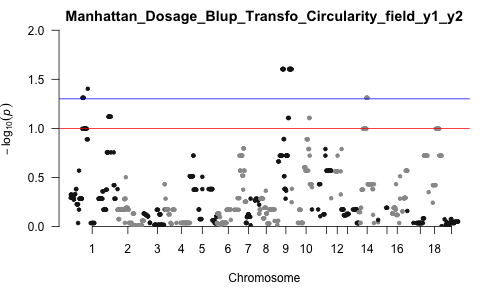 Manhattan_Dosage_Blup_Transfo_Circularity_field_y1_y2
− log10(p)
2.0
1.5
1.0
0.5
0.0
1 2 3 4 5 6 7 8 9 10 12 14 16 18
Chromosome